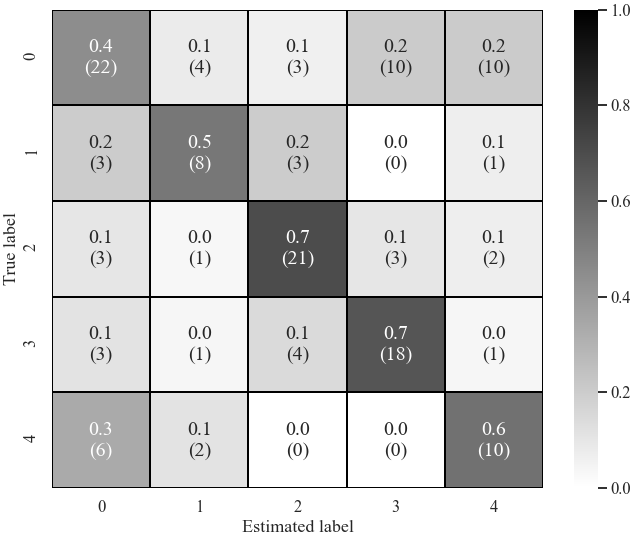 0.4 0.1 0.1 0.2 0.2
(22) (4) (3) (10) (10)
0
0.2 0.5 0.2 0.0 0.1
(3) (8) (3) (0) (1)
1
0.1 0.0 0.7 0.1 0.1
(3) (1) (21) (3) (2)
2
0.1 0.0 0.1 0.7 0.0
(3) (1) (4) (18) (1)
3
0.3 0.1 0.0 0.0 0.6
(6) (2) (0) (0) (10)
4
0 1 2 3 4
Estimated label
True label
1.0
0.8
0.6
0.4
0.2
0.0